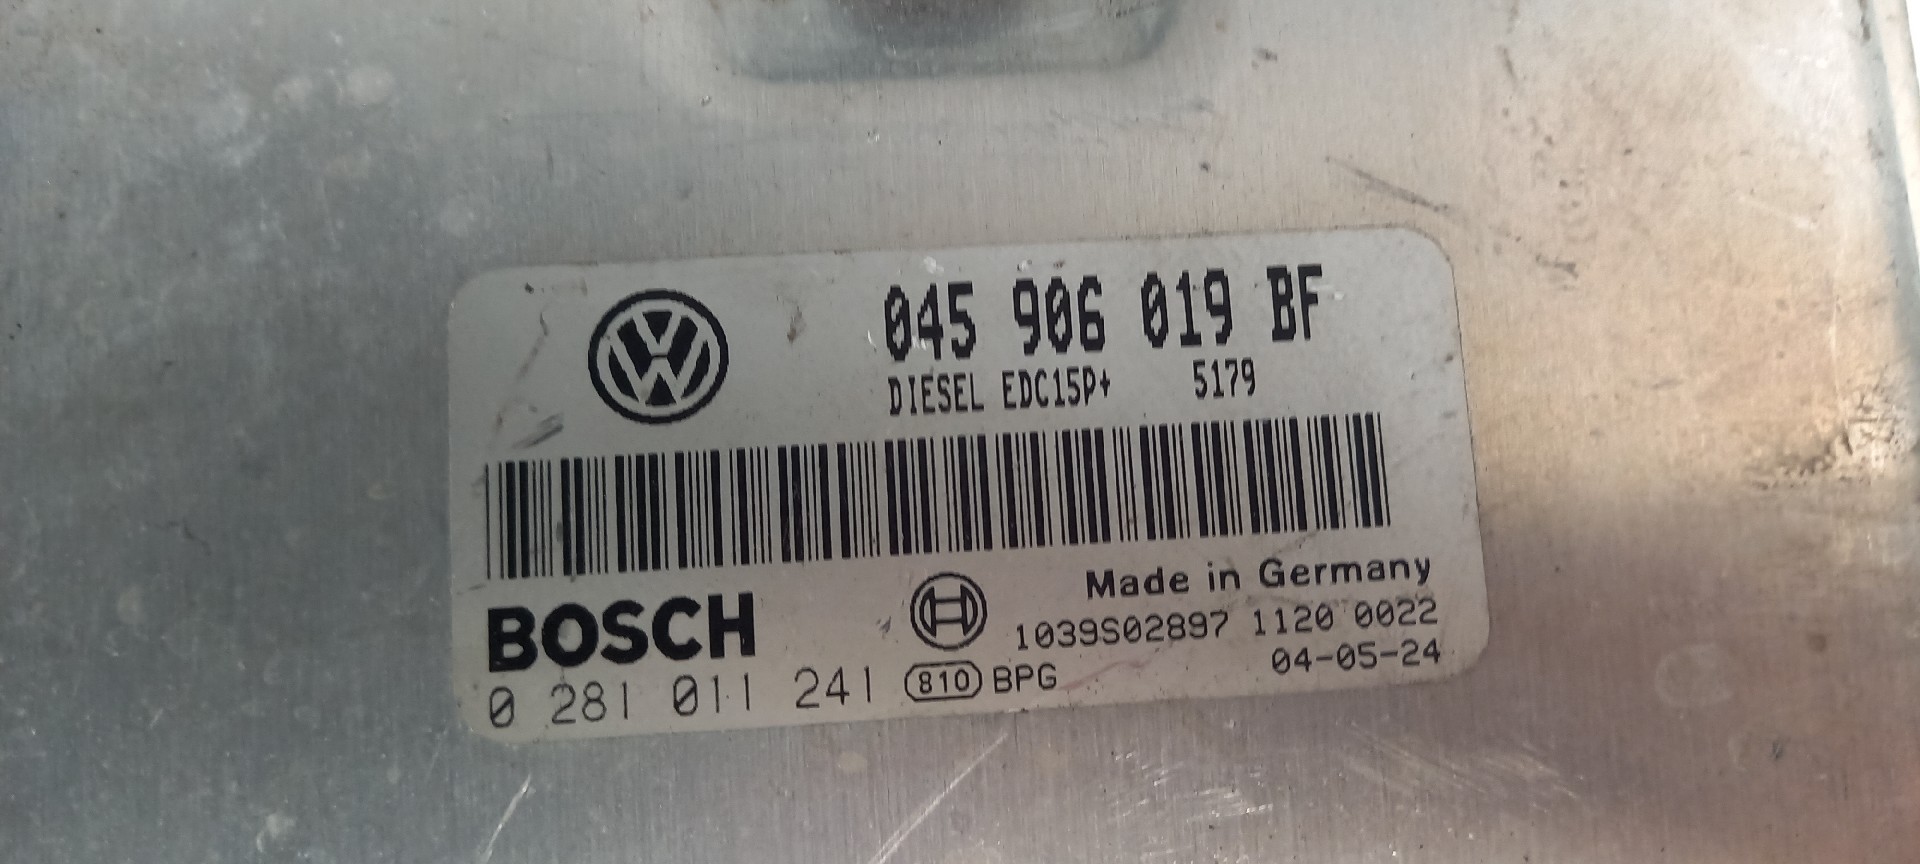 045 906 019 BF
DIESEL EDC15P+ 5179
Made in Germany
BOSCH
1039S02897 1120 0022
0 281 011 241 810 BPG 04-05-24